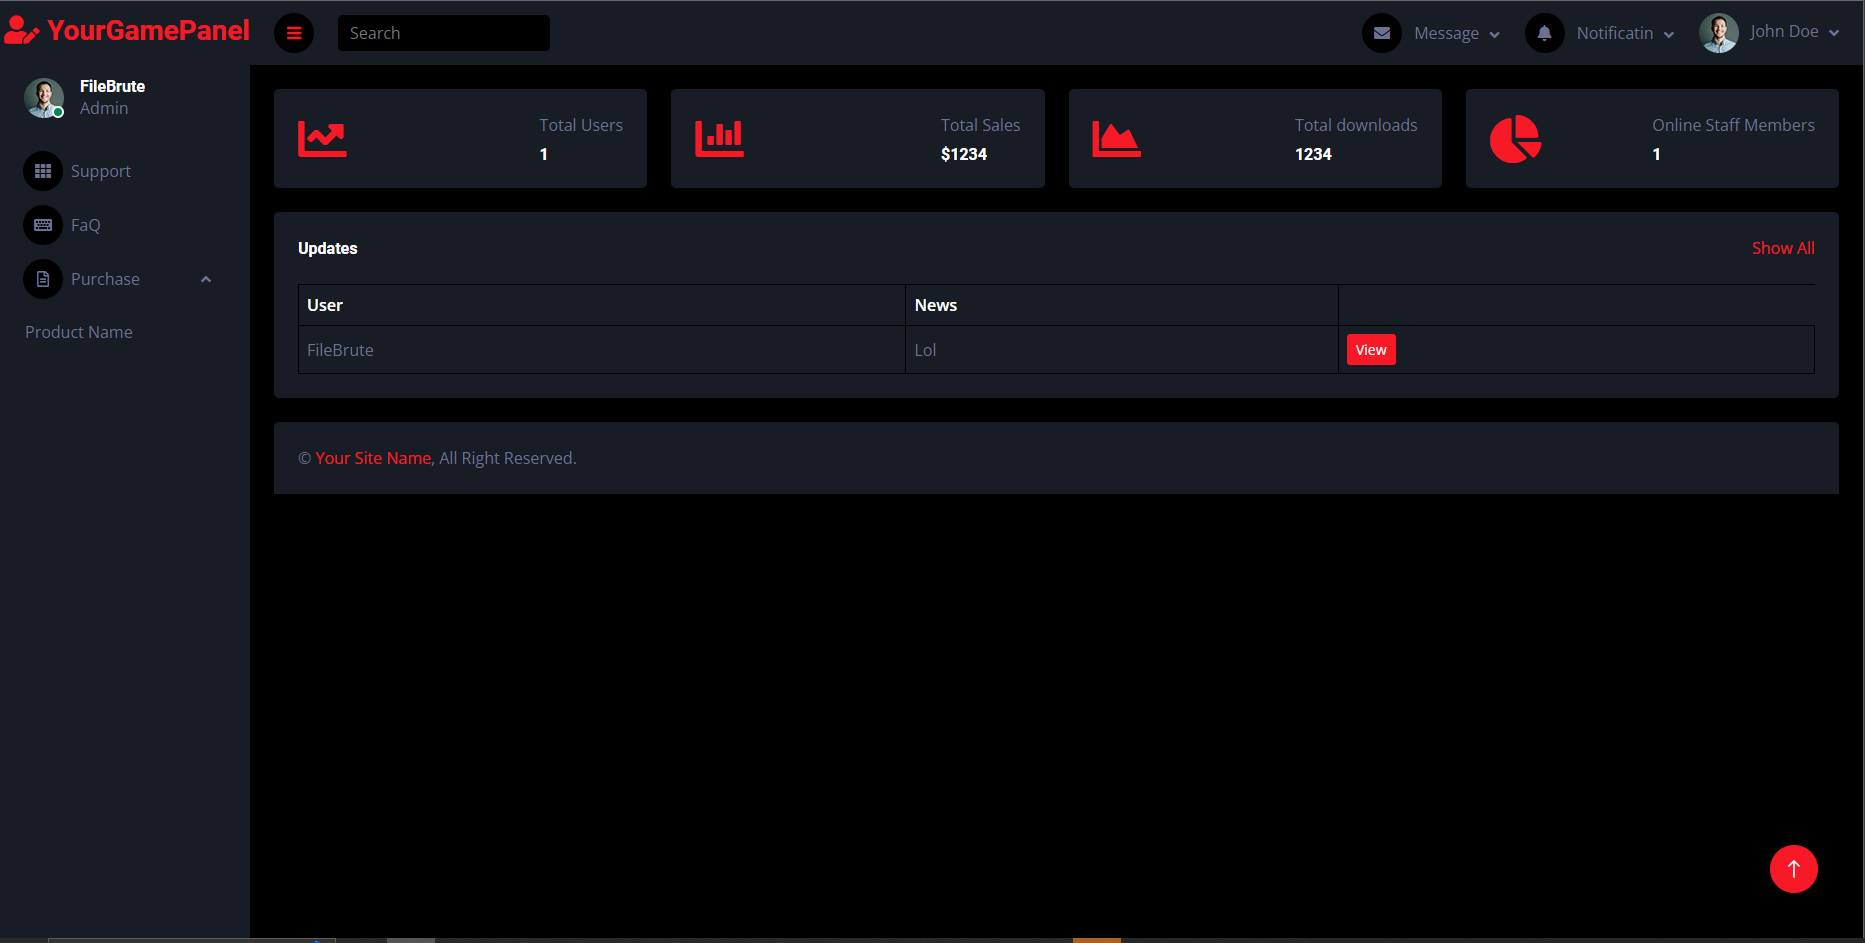 YourGamePanel
Search
Message
Notificatin
John Doe
FileBrute
Admin
Support
FaQ
Purchase
Product Name
Total Users
1
Total Sales
$1234
Total downloads
1234
Online Staff Members
1
Updates
Show All
User News
FileBrute Lol View
© Your Site Name, All Right Reserved.